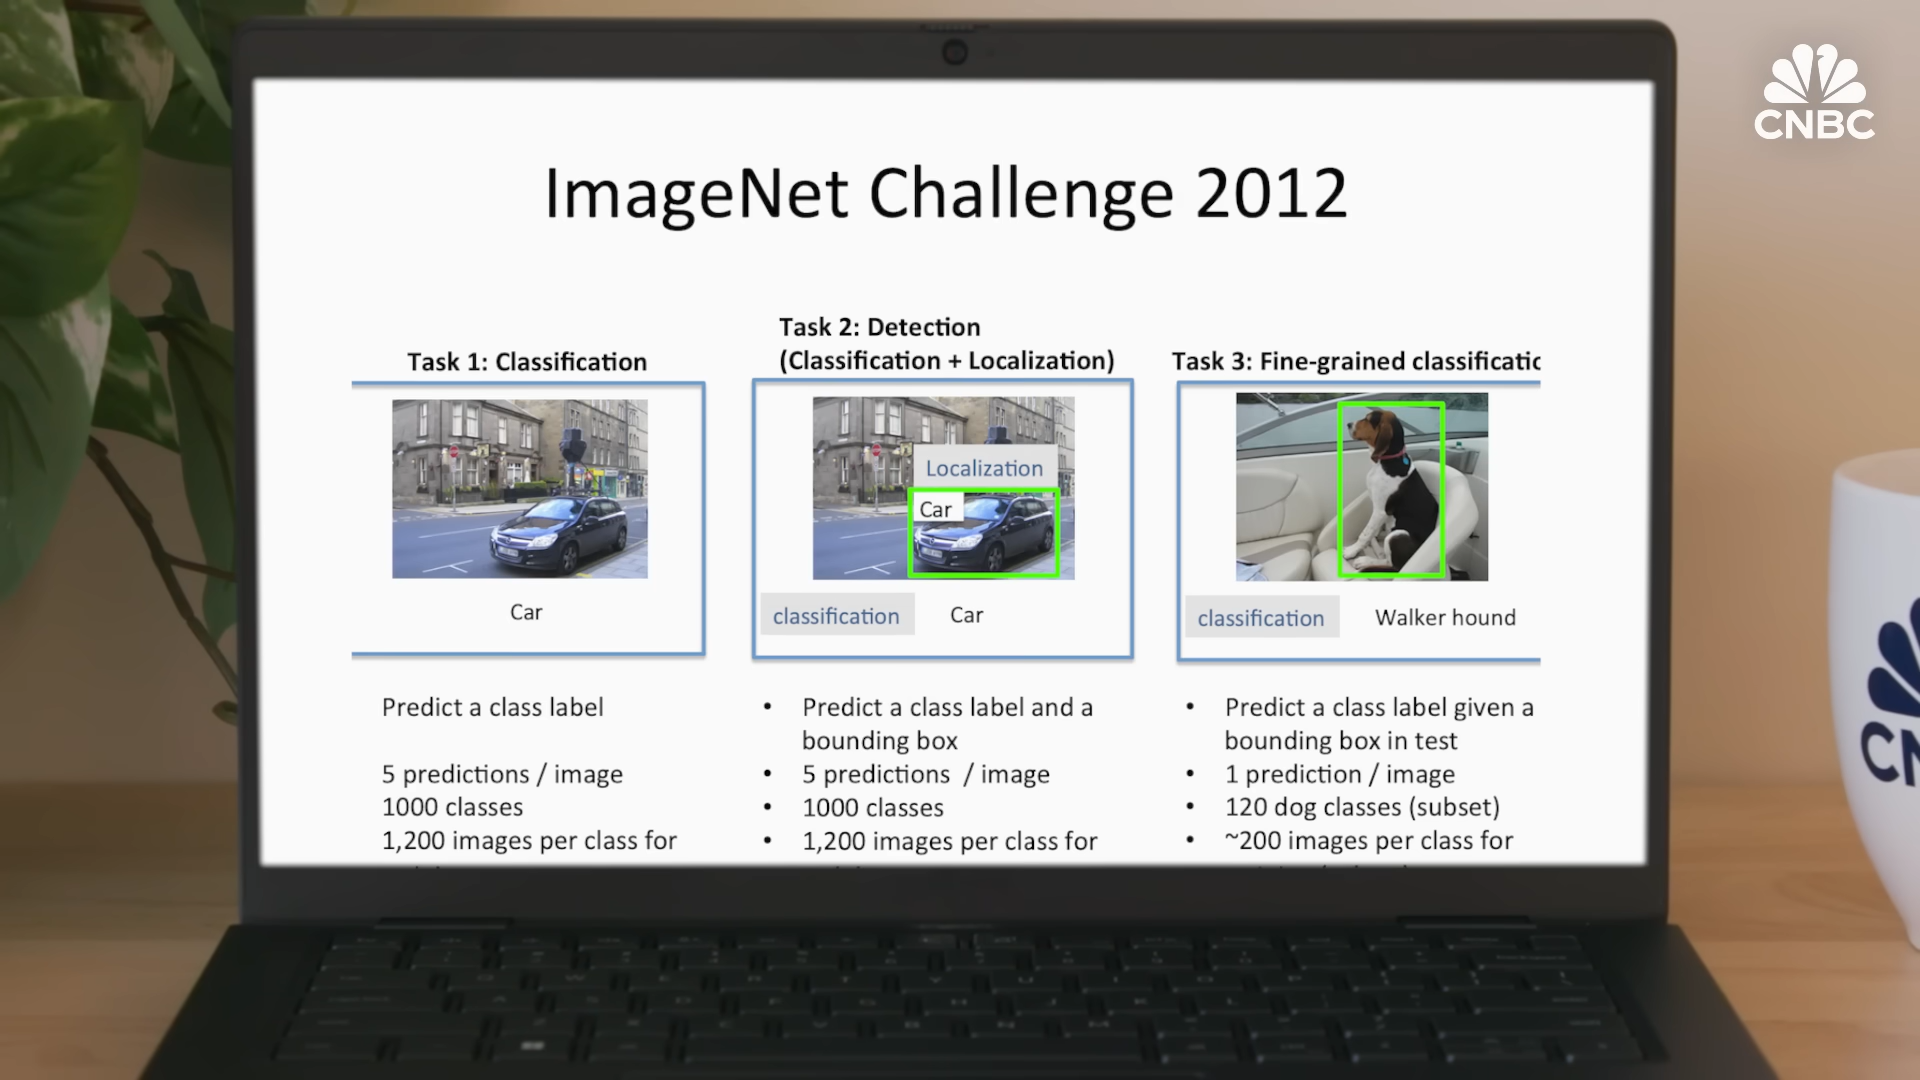 CNBC
ImageNet Challenge 2012
Task 1: Classification
Car
Predict a class label
5 predictions / image
1000 classes
1,200 images per class for
Task 2: Detection
(Classification + Localization)
Localization
Car
classification Car
• Predict a class label and a
bounding box
• 5 predictions / image
• 1000 classes
• 1,200 images per class for
Task 3: Fine-grained classificatio
classification Walker hound
• Predict a class label given a
bounding box in test
• 1 prediction / image
• 120 dog classes (subset)
• ~200 images per class for
CN